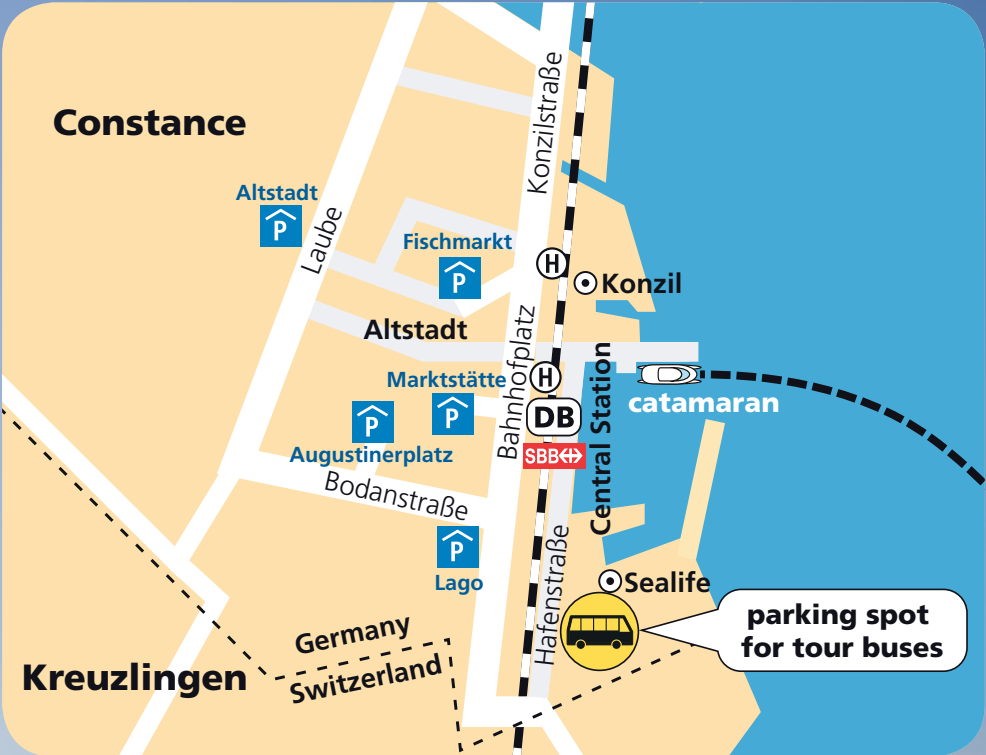 Constance
Konzilstraße
Altstadt
P
Laube
Fischmarkt
P
H
Konzil
Altstadt
Bahnhofplatz
Marktstätte
P
H
DB
SBB
Central Station
catamaran
P
Augustinerplatz
Bodanstraße
P
Lago
Hafenstraße
Sealife
parking spot
for tour buses
Germany
Switzerland
Kreuzlingen